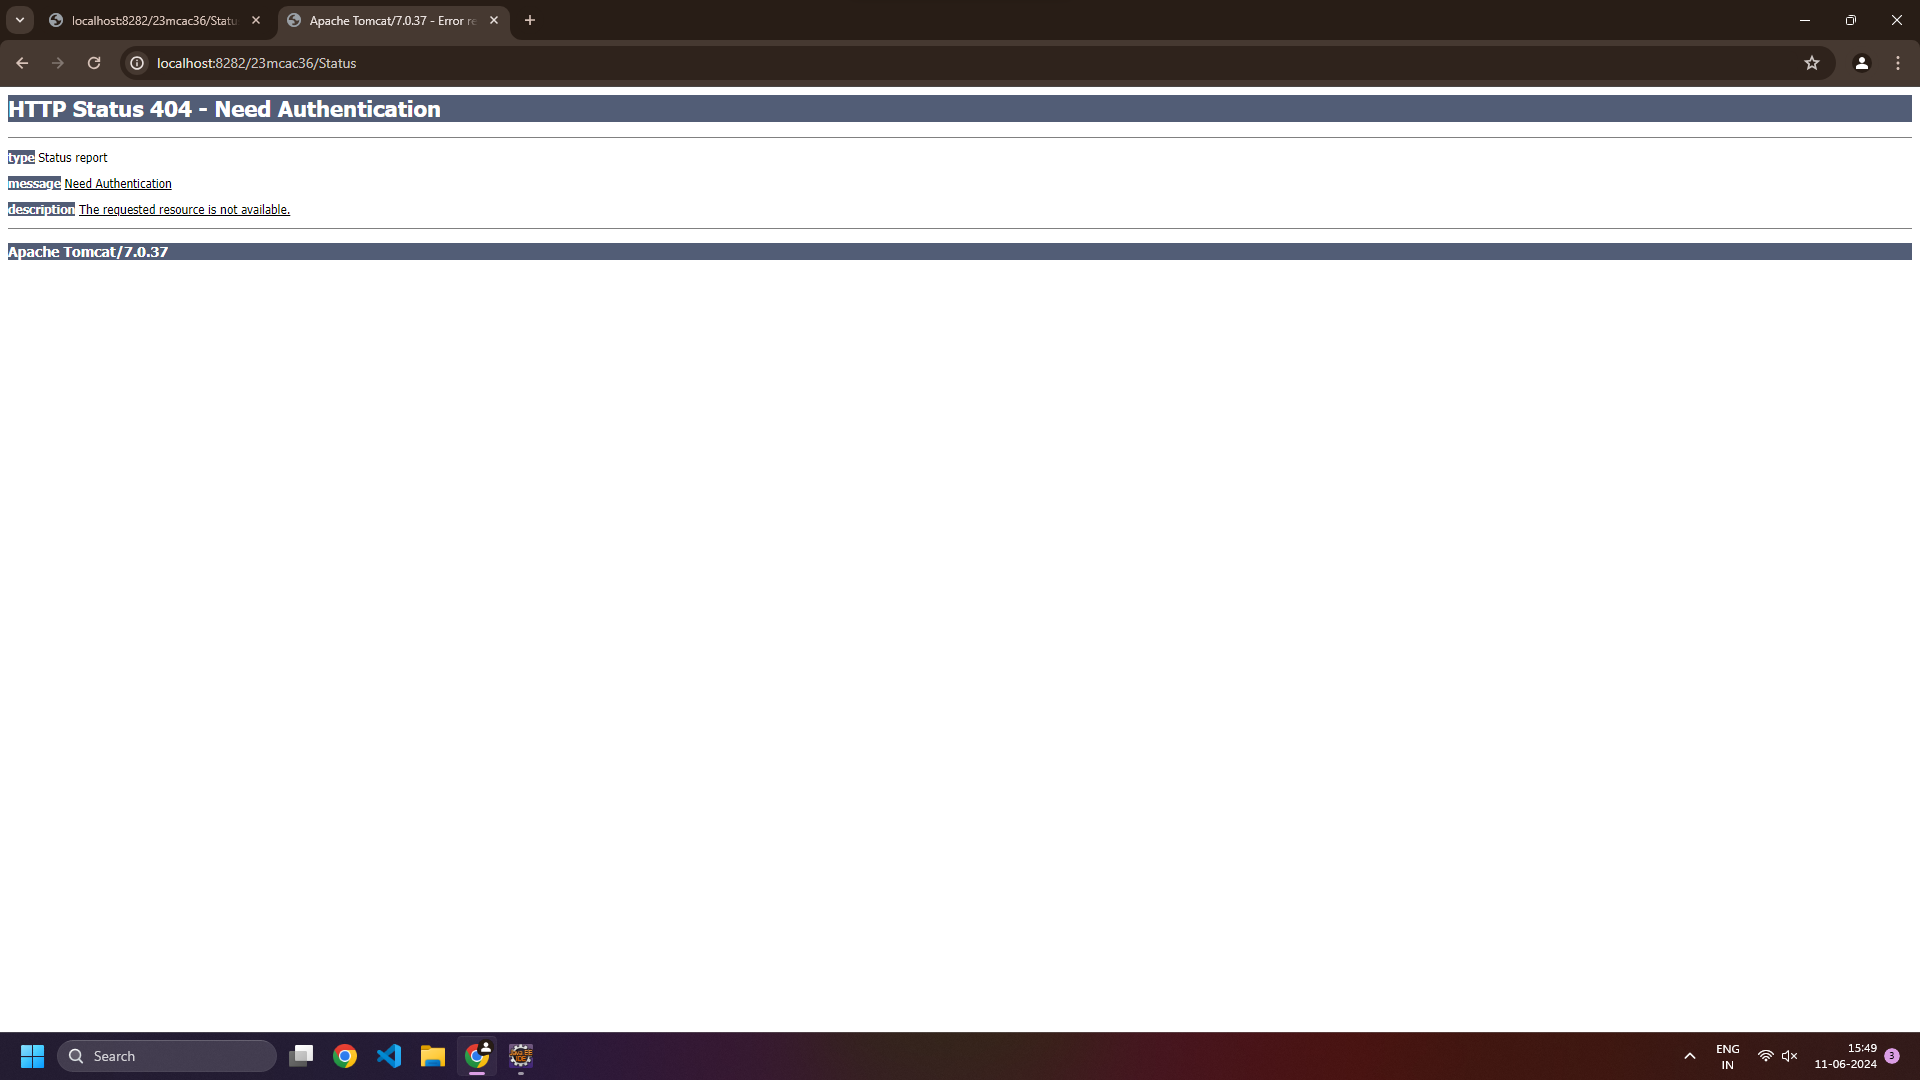 localhost:8282/23mcac36/Statu
Apache Tomcat/7.0.37 - Error re
localhost:8282/23mcac36/Status
HTTP Status 404 - Need Authentication
type Status report
message Need Authentication
description The requested resource is not available.
Apache Tomcat/7.0.37
Search
ENG
IN
15:49
11-06-2024
3